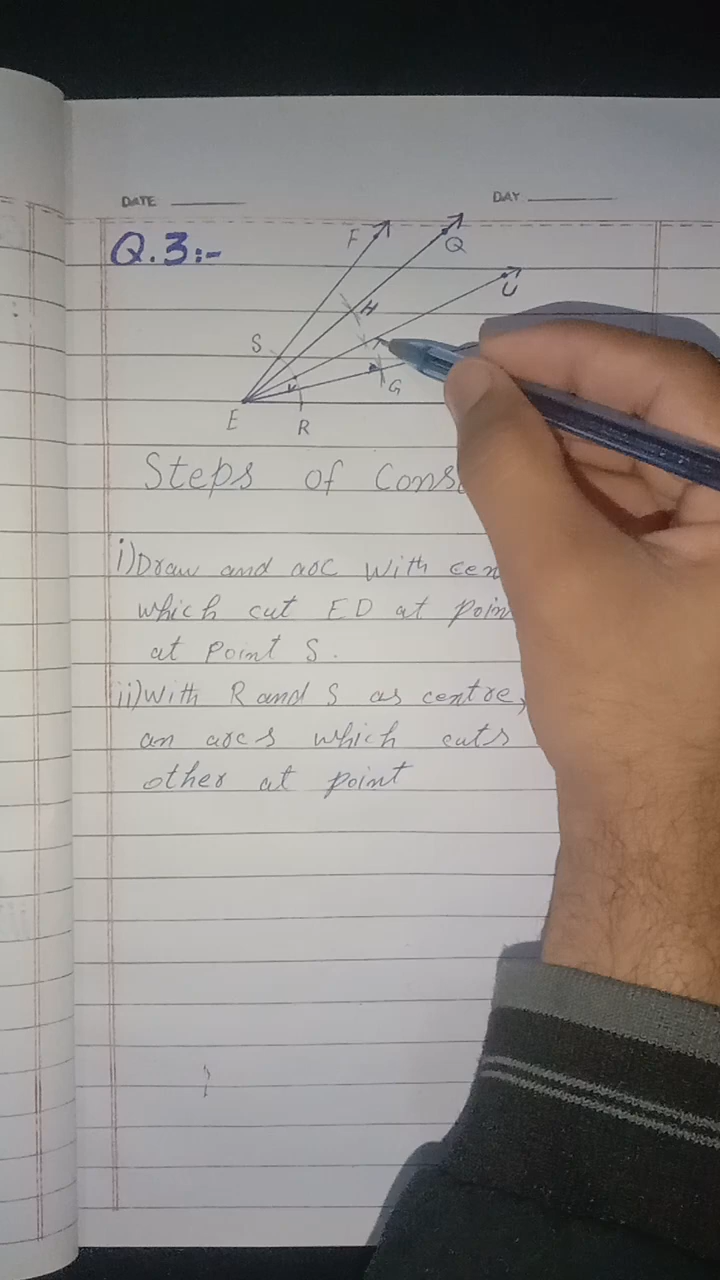 DATE DAY
Q.3:-
F Q
U
H
S
G
E R
Steps of Cons
i) Draw and arc with cen
which cut ED at poin
at point S.
ii) With R and S as centre,
an arcs which cuts
other at point